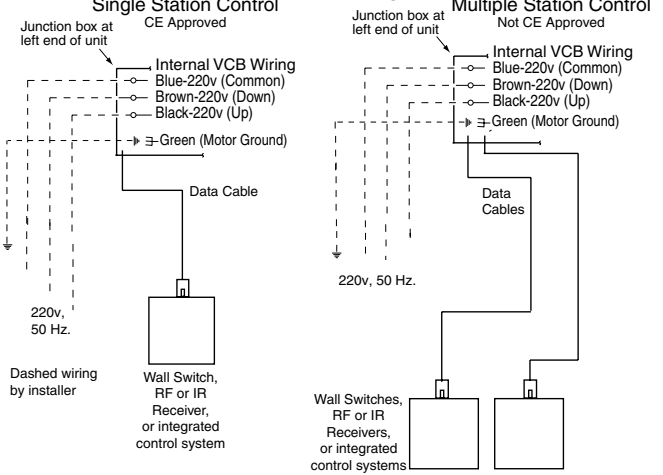 Single Station Control
CE Approved
Junction box at
left end of unit
Internal VCB Wiring
Blue-220v (Common)
Brown-220v (Down)
Black-220v (Up)
Green (Motor Ground)
Data Cable
220v,
50 Hz.
Dashed wiring
by installer
Wall Switch,
RF or IR
Receiver,
or integrated
control system
Multiple Station Control
Not CE Approved
Junction box at
left end of unit
Internal VCB Wiring
Blue-220v (Common)
Brown-220v (Down)
Black-220v (Up)
Green (Motor Ground)
Data
Cables
220v, 50 Hz.
Wall Switches,
RF or IR
Receivers,
or integrated
control systems